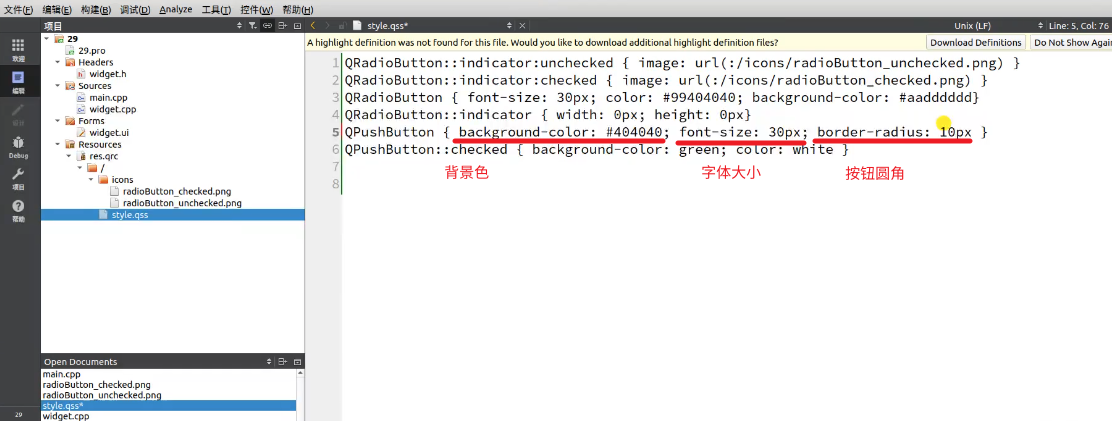 文件(F) 编辑(E) 构建(B) 调试(D) Analyze 工具(T) 控件(W) 帮助(H)
项目
style.qss*
Unix (LF)
Line: 5, Col: 76
A highlight definition was not found for this file. Would you like to download additional highlight definition files?
Download Definitions
Do Not Show Again
欢迎
编辑
设计
Debug
项目
帮助
29
29
29.pro
Headers
widget.h
Sources
main.cpp
widget.cpp
Forms
widget.ui
Resources
res.qrc
/
icons
radioButton_checked.png
radioButton_unchecked.png
style.qss
Open Documents
main.cpp
radioButton_checked.png
radioButton_unchecked.png
style.qss*
widget.cpp
1 QRadioButton::indicator:unchecked { image: url(:/icons/radioButton_unchecked.png) }
2 QRadioButton::indicator:checked { image: url(:/icons/radioButton_checked.png) }
3 QRadioButton { font-size: 30px; color: #99404040; background-color: #aadddddd}
4 QRadioButton::indicator { width: 0px; height: 0px}
5 QPushButton { background-color: #404040; font-size: 30px; border-radius: 10px }
6 QPushButton::checked { background-color: green; color: white }
7
8
背景色 字体大小 按钮圆角